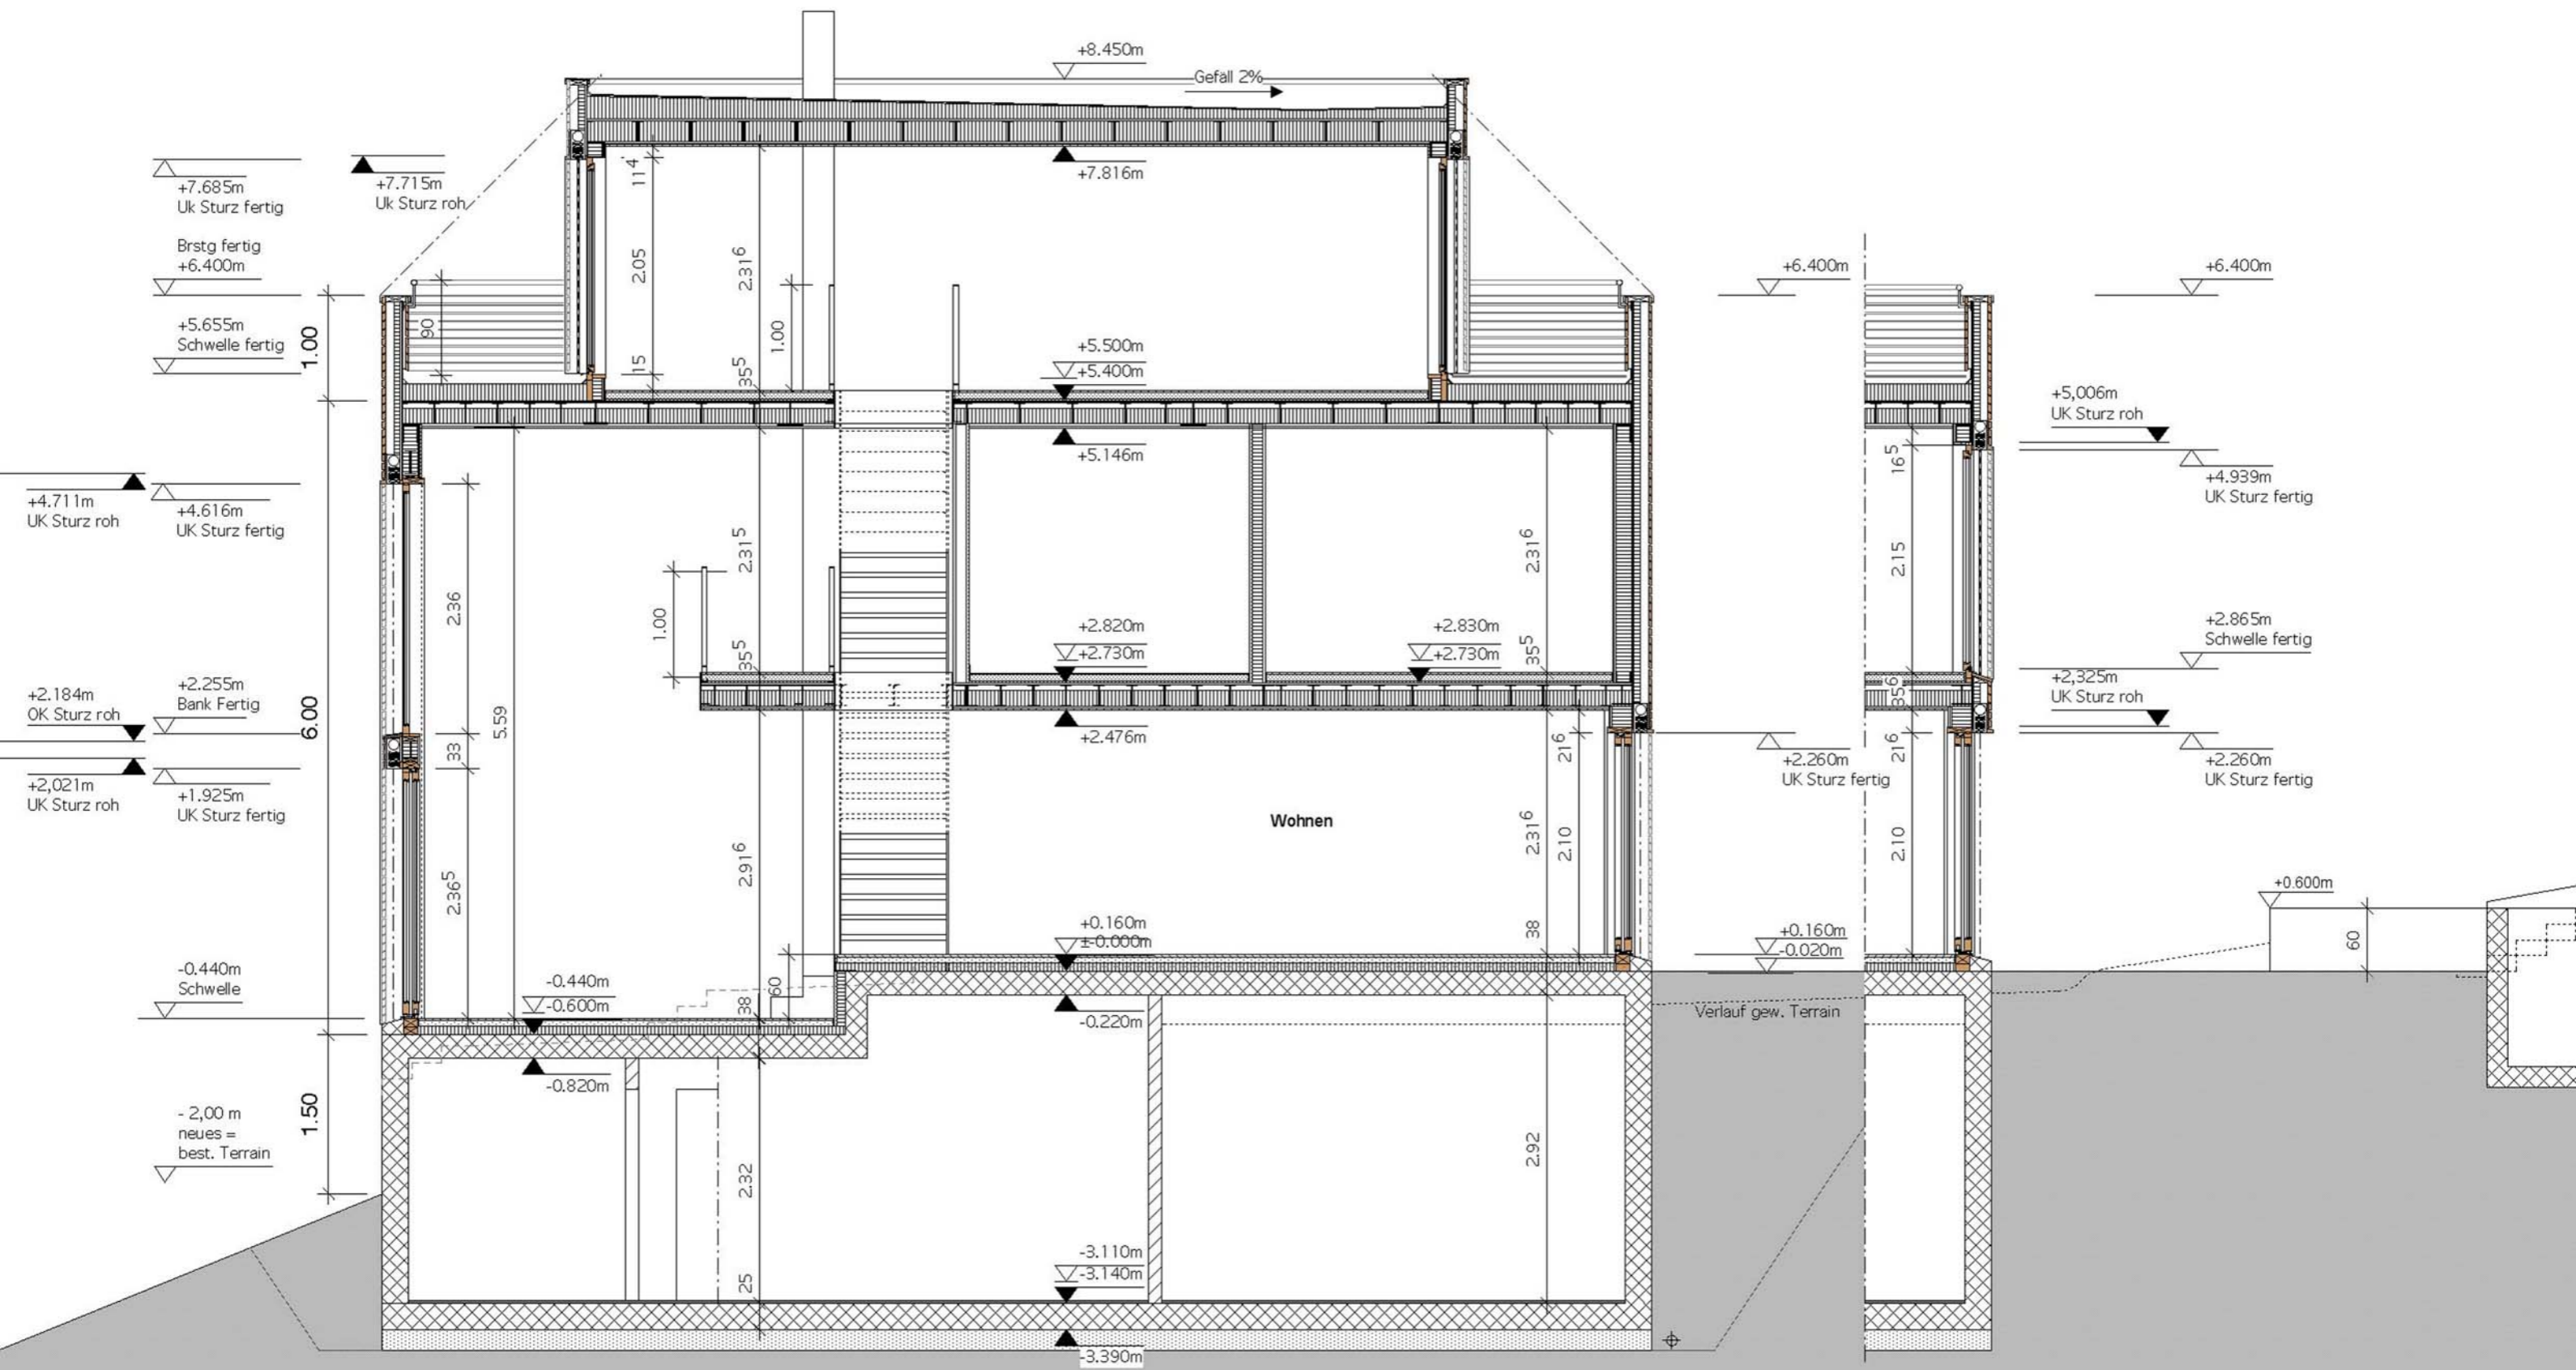 +8.450m
Gefäll 2%
+7.685m
Uk Sturz fertig
+7.715m
Uk Sturz roh
+7.816m
11⁴
2.05
15
2.31⁶
1.00
35⁵
Brstg fertig
+6.400m
+5.655m
Schwelle fertig
1.00
90
+5.500m
+5.400m
+6.400m
+6.400m
+5.146m
+5,006m
UK Sturz roh
+4.939m
UK Sturz fertig
+4.711m
UK Sturz roh
+4.616m
UK Sturz fertig
2.36
2.31⁵
1.00
35⁵
2.31⁶
35⁵
16⁵
2.15
35⁶
+2.820m
+2.730m
+2.830m
+2.730m
+2.865m
Schwelle fertig
+2,325m
UK Sturz roh
+2.184m
OK Sturz roh
+2.255m
Bank Fertig
6.00
5.59
33
+2.476m
21⁶
21⁶
+2.260m
UK Sturz fertig
+2.260m
UK Sturz fertig
+2,021m
UK Sturz roh
+1.925m
UK Sturz fertig
Wohnen
2.36⁵
2.91⁶
2.31⁶
2.10
2.10
38
+0.600m
60
+0.160m
±-0.000m
+0.160m
-0.020m
-0.440m
Schwelle
-0.440m
-0.600m
38
60
-0.220m
Verlauf gew. Terrain
-0.820m
1.50
- 2,00 m
neues =
best. Terrain
2.32
2.92
25
-3.110m
-3.140m
-3.390m